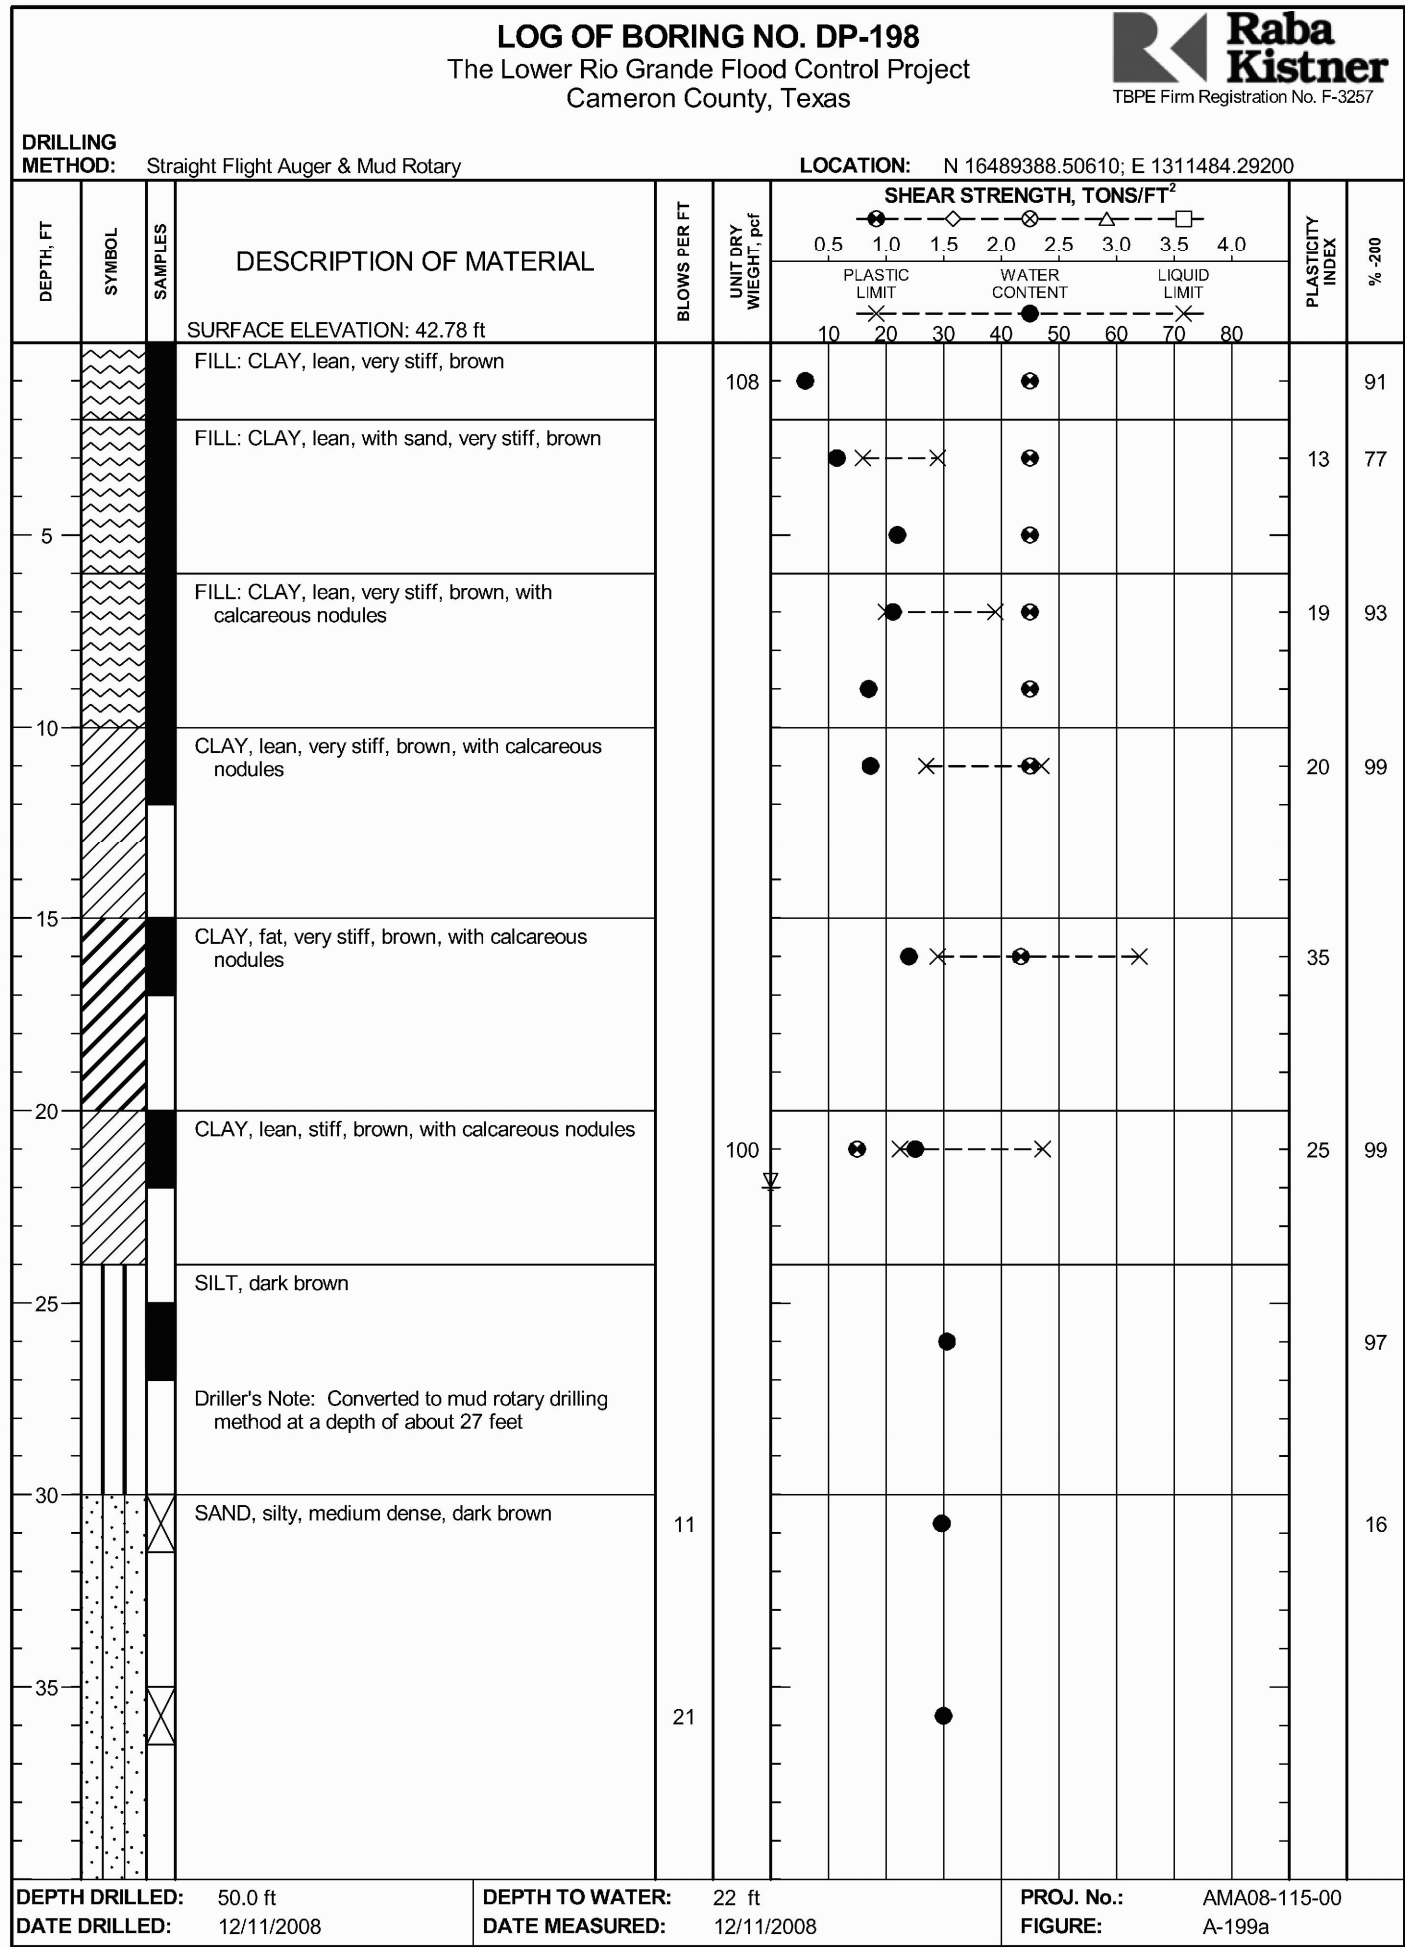 LOG OF BORING NO. DP-198
The Lower Rio Grande Flood Control Project
Cameron County, Texas
Raba
Kistner
TBPE Firm Registration No. F-3257
DRILLING
METHOD: Straight Flight Auger & Mud Rotary
LOCATION: N 16489388.50610; E 1311484.29200
DEPTH, FT
SYMBOL
SAMPLES
DESCRIPTION OF MATERIAL
SURFACE ELEVATION: 42.78 ft
BLOWS PER FT
UNIT DRY
WIEGHT, pcf
SHEAR STRENGTH, TONS/FT²
0.5 1.0 1.5 2.0 2.5 3.0 3.5 4.0
PLASTIC
LIMIT
WATER
CONTENT
LIQUID
LIMIT
10 20 30 40 50 60 70 80
PLASTICITY
INDEX
% -200
FILL: CLAY, lean, very stiff, brown
108 91
FILL: CLAY, lean, with sand, very stiff, brown
13 77
5
FILL: CLAY, lean, very stiff, brown, with
calcareous nodules
19 93
10
CLAY, lean, very stiff, brown, with calcareous
nodules
20 99
15
CLAY, fat, very stiff, brown, with calcareous
nodules
35
20
CLAY, lean, stiff, brown, with calcareous nodules
100 25 99
SILT, dark brown
25
97
Driller's Note: Converted to mud rotary drilling
method at a depth of about 27 feet
30
SAND, silty, medium dense, dark brown
11 16
35
21
DEPTH DRILLED: 50.0 ft
DATE DRILLED: 12/11/2008
DEPTH TO WATER: 22 ft
DATE MEASURED: 12/11/2008
PROJ. No.: AMA08-115-00
FIGURE: A-199a